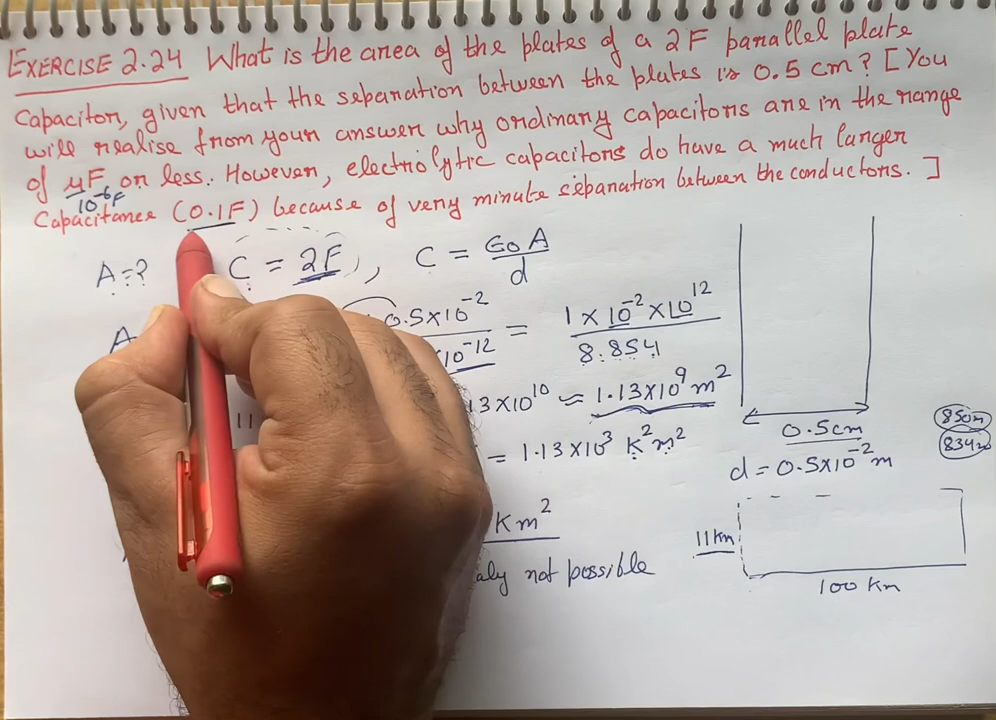 EXERCISE 2.24 What is the area of the plates of a 2F parallel plate
Capacitor, given that the separation between the plates is 0.5 cm? [You
will realise from your answer why ordinary capacitors are in the range
of μF or less. However, electrolytic capacitors do have a much larger
10⁻⁶F
Capacitance (0.1F) because of very minute separation between the conductors.]
A=? C = 2F, C = ε₀A/d
A 0.5×10⁻² = 1×10⁻²×10¹²
×10⁻¹² 8.854
11 .13×10¹⁰ ≈ 1.13×10⁹ m²
= 1.13×10³ K²m²
Km²
not possible
0.5cm
d = 0.5×10⁻² m
850m
834m
11Km
100 Km